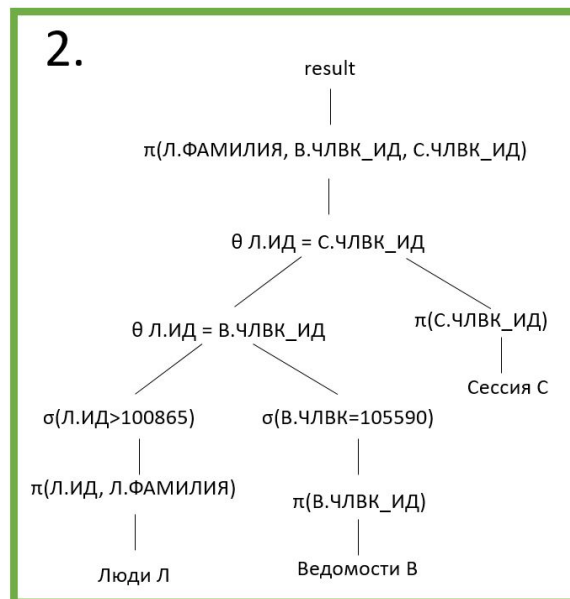 2.
result
π(Л.ФАМИЛИЯ, В.ЧЛВК_ИД, С.ЧЛВК_ИД)
θ Л.ИД = С.ЧЛВК_ИД
θ Л.ИД = В.ЧЛВК_ИД
π(С.ЧЛВК_ИД)
Сессия С
σ(Л.ИД>100865)
σ(В.ЧЛВК=105590)
π(Л.ИД, Л.ФАМИЛИЯ)
π(В.ЧЛВК_ИД)
Люди Л
Ведомости В